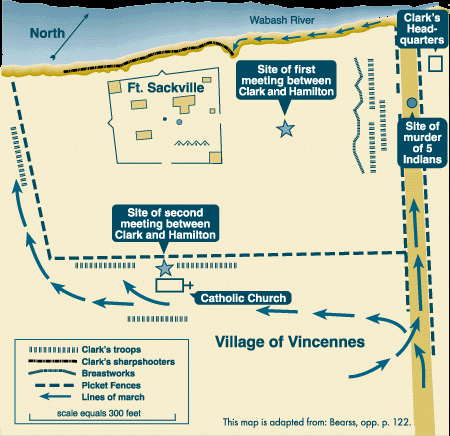 Wabash River
North
Clark's
Head-
quarters
Site of first
meeting between
Clark and Hamilton
Ft. Sackville
Site of
murder
of 5
Indians
Site of second
meeting between
Clark and Hamilton
Catholic Church
Village of Vincennes
Clark's troops
Clark's sharpshooters
Breastworks
Picket Fences
Lines of march
scale equals 300 feet
This map is adapted from: Bearss, opp. p. 122.